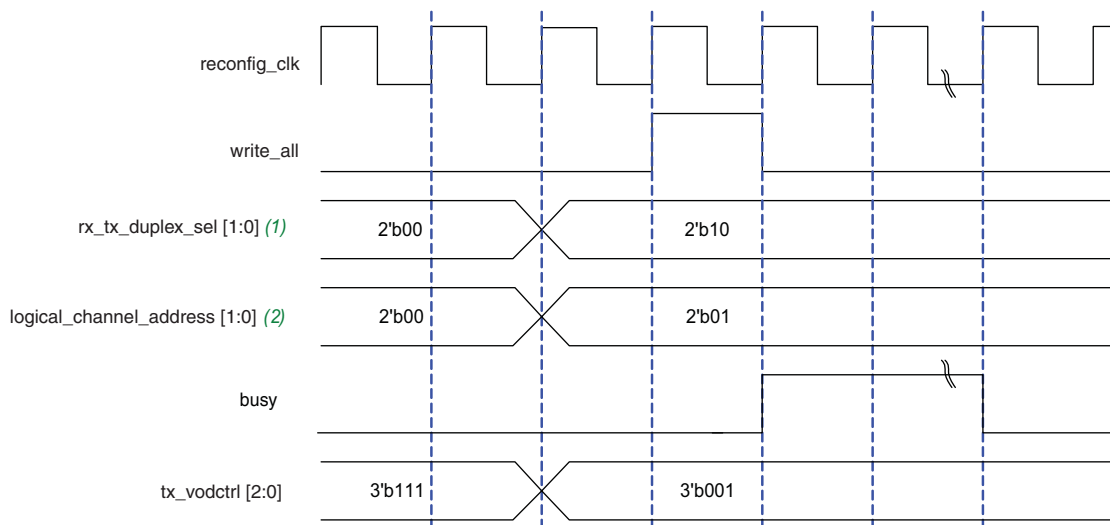 reconfig_clk
write_all
rx_tx_duplex_sel [1:0] (1) 2'b00 2'b10
logical_channel_address [1:0] (2) 2'b00 2'b01
busy
tx_vodctrl [2:0] 3'b111 3'b001